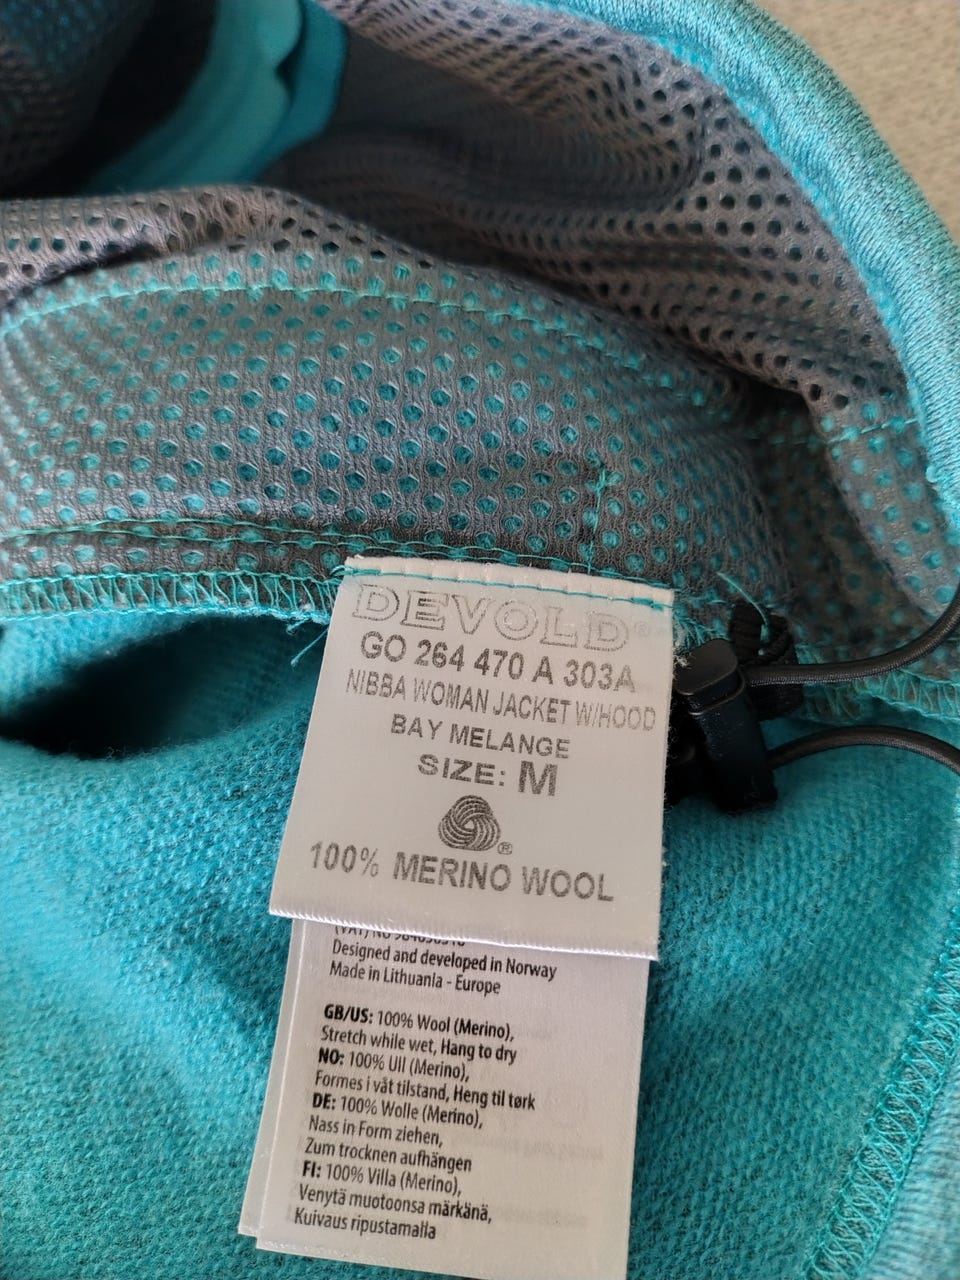 DEVOLD®
GO 264 470 A 303A
NIBBA WOMAN JACKET W/HOOD
BAY MELANGE
SIZE: M
®
100% MERINO WOOL
(VAT) NO
Designed and developed in Norway
Made in Lithuania - Europe
GB/US: 100% Wool (Merino),
Stretch while wet, Hang to dry
NO: 100% Ull (Merino),
Formes i våt tilstand, Heng til tørk
DE: 100% Wolle (Merino),
Nass in Form ziehen,
Zum trocknen aufhängen
FI: 100% Villa (Merino),
Venytä muotoonsa märkänä,
Kuivaus ripustamalla